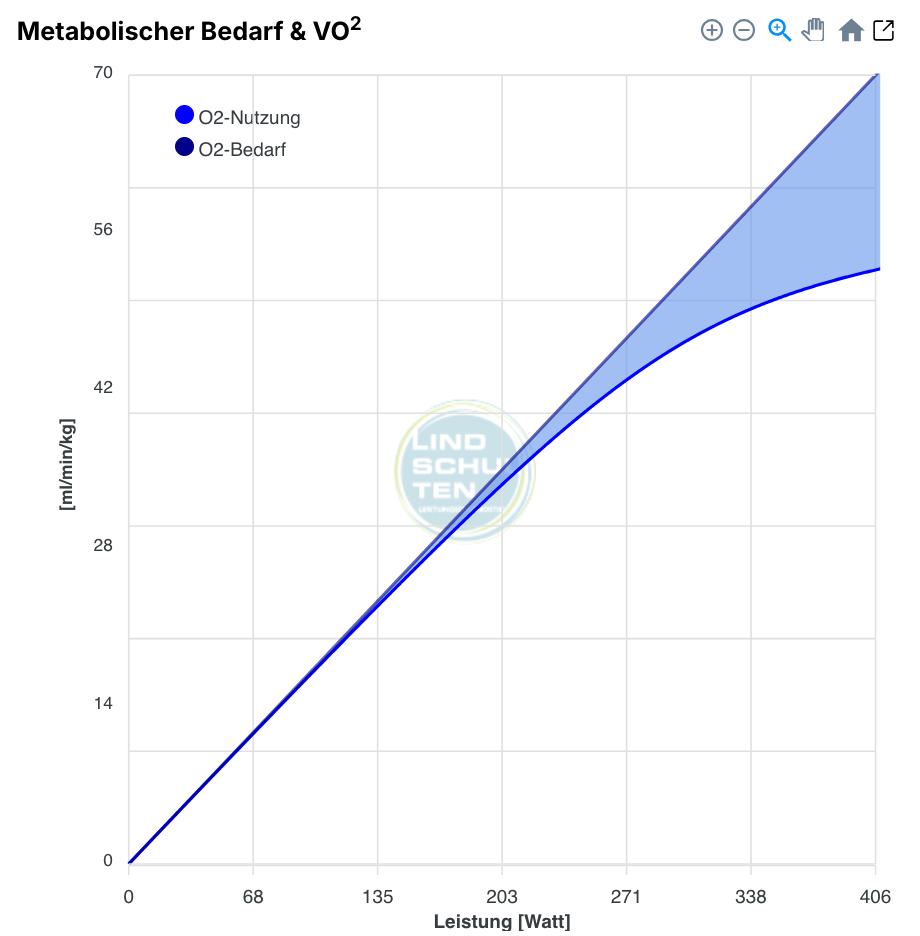 Metabolischer Bedarf & VO²
70
O2-Nutzung
O2-Bedarf
56
42
[ml/min/kg]
LIND
SCHU
TEN
28
14
0
0 68 135 203 271 338 406
Leistung [Watt]